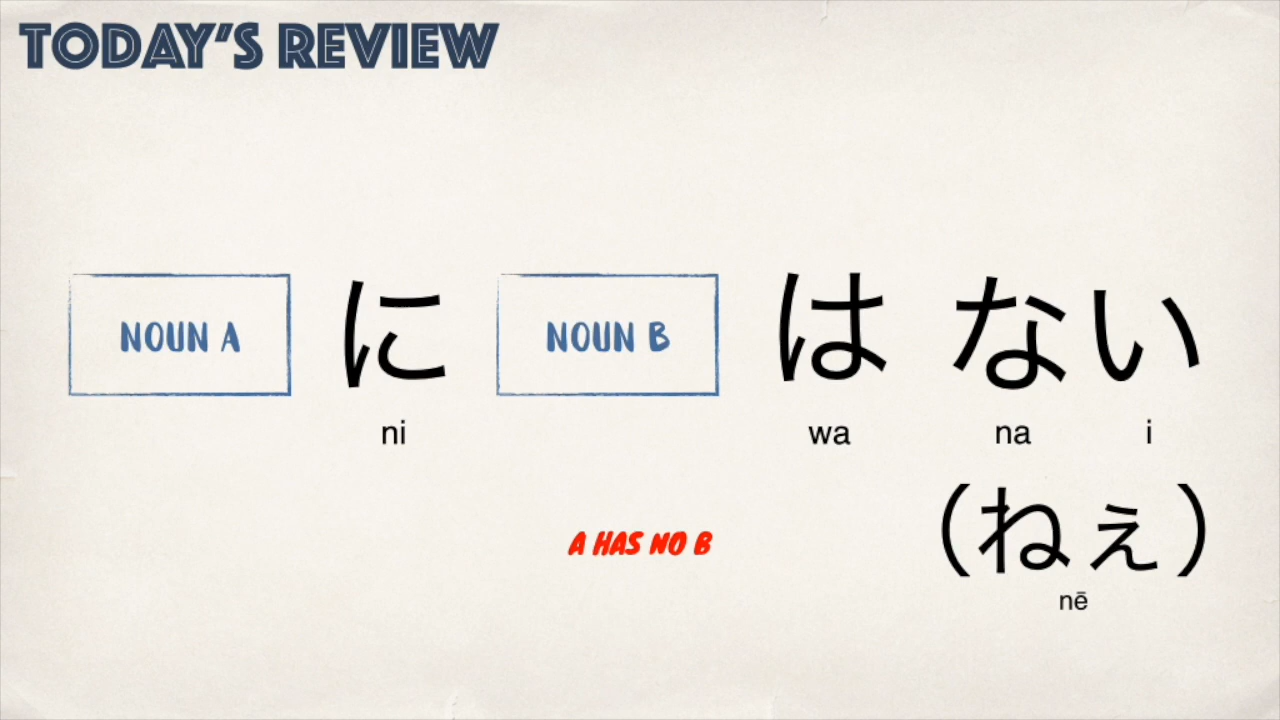 TODAY'S REVIEW
NOUN A に NOUN B は ない
ni wa na i
(ねぇ)
A HAS NO B
nē